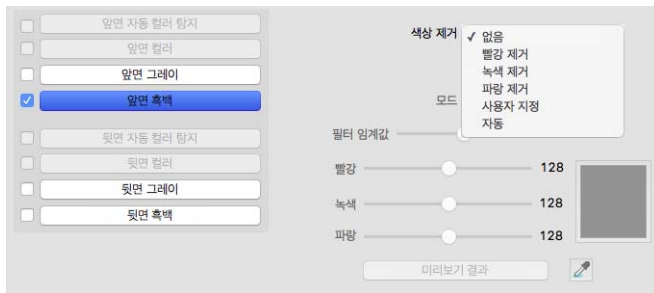 앞면 자동 컬러 탐지
앞면 컬러
앞면 그레이
앞면 흑백
뒷면 자동 컬러 탐지
뒷면 컬러
뒷면 그레이
뒷면 흑백
색상 제거
✓ 없음
빨강 제거
녹색 제거
파랑 제거
사용자 지정
자동
모드
필터 임계값
빨강 128
녹색 128
파랑 128
미리보기 결과